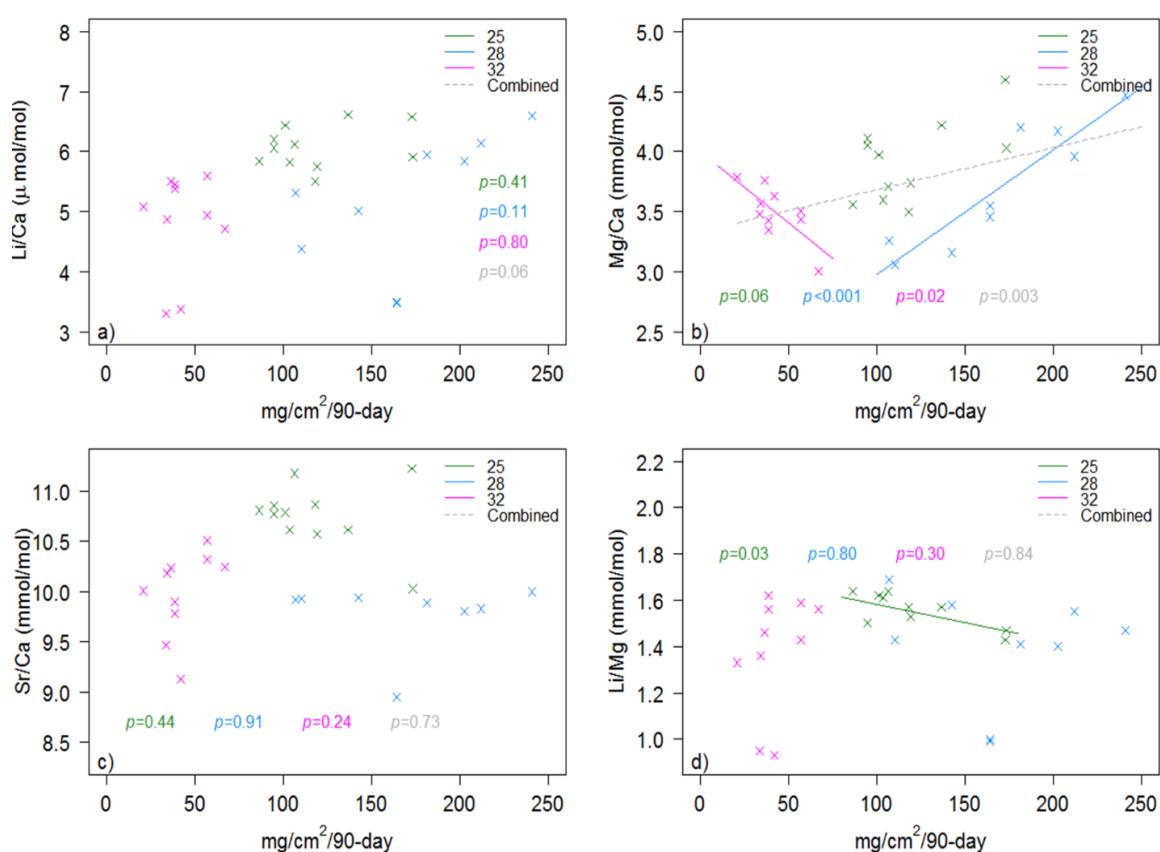 Li/Ca (μ mol/mol)
8
7
6
5
4
3
25
28
32
Combined
p=0.41
p=0.11
p=0.80
p=0.06
a)
0 50 100 150 200 250
mg/cm²/90-day
Mg/Ca (mmol/mol)
5.0
4.5
4.0
3.5
3.0
2.5
25
28
32
Combined
p=0.06 p<0.001 p=0.02 p=0.003
b)
0 50 100 150 200 250
mg/cm²/90-day
Sr/Ca (mmol/mol)
11.0
10.5
10.0
9.5
9.0
8.5
25
28
32
Combined
p=0.44 p=0.91 p=0.24 p=0.73
c)
0 50 100 150 200 250
mg/cm²/90-day
Li/Mg (mmol/mol)
2.2
2.0
1.8
1.6
1.4
1.2
1.0
25
28
32
Combined
p=0.03 p=0.80 p=0.30 p=0.84
d)
0 50 100 150 200 250
mg/cm²/90-day